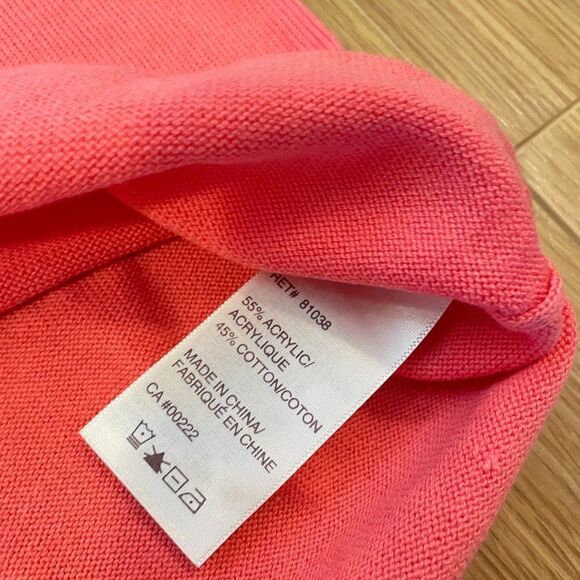 RET# 81038
55% ACRYLIC/
ACRYLIQUE
45% COTTON/COTON
MADE IN CHINA/
FABRIQUÉ EN CHINE
CA #00222